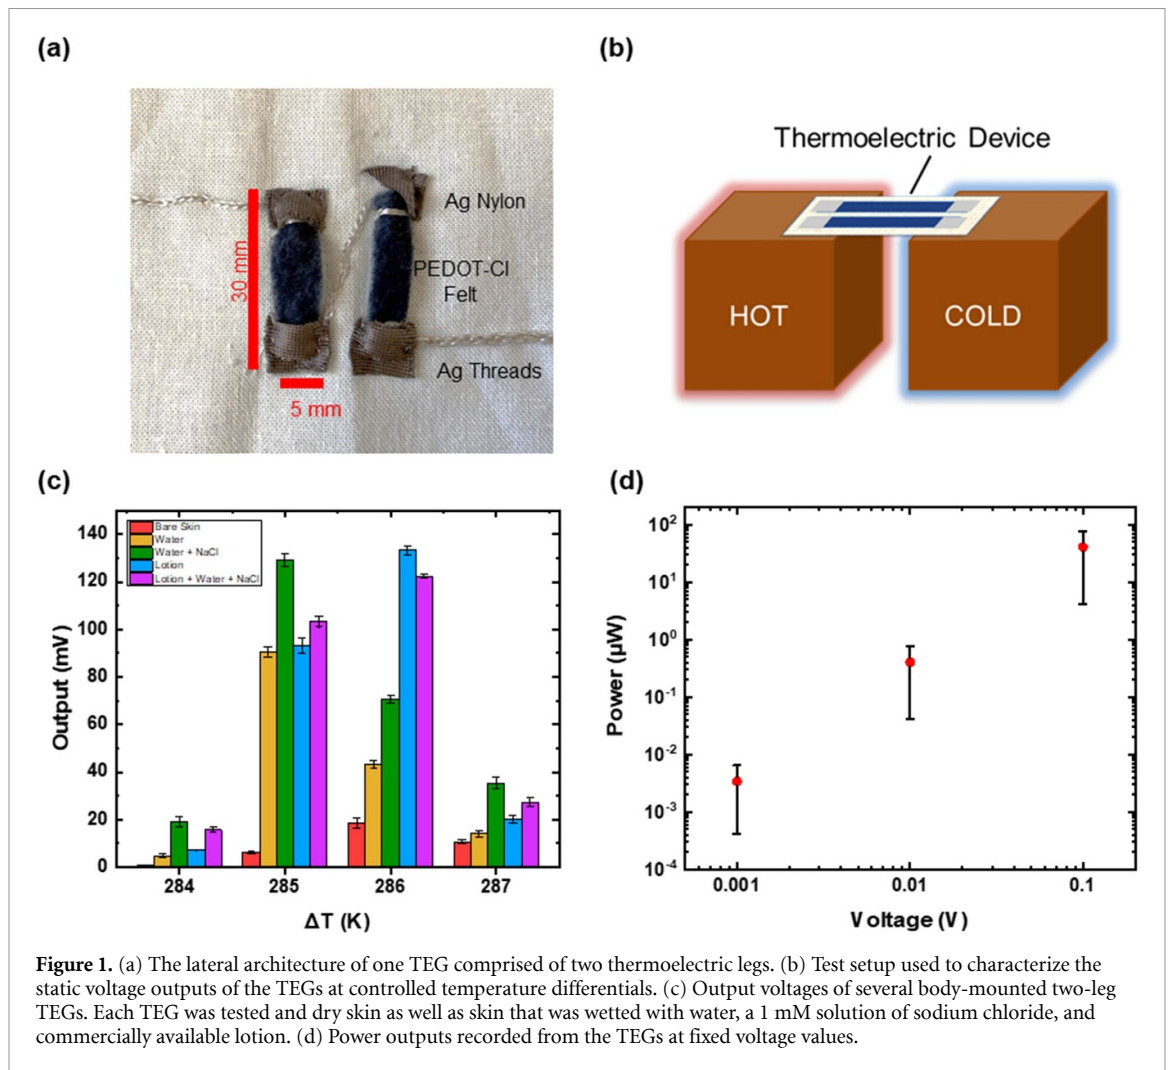 (a)
30 mm
5 mm
Ag Nylon
PEDOT-Cl
Felt
Ag Threads
(b)
Thermoelectric Device
HOT
COLD
(c)
Output (mV)
140
120
100
80
60
40
20
0
Bare Skin
Water
Water + NaCl
Lotion
Lotion + Water + NaCl
284 285 286 287
ΔT (K)
(d)
Power (µW)
10²
10¹
10⁰
10⁻¹
10⁻²
10⁻³
10⁻⁴
0.001 0.01 0.1
Voltage (V)
Figure 1. (a) The lateral architecture of one TEG comprised of two thermoelectric legs. (b) Test setup used to characterize the
static voltage outputs of the TEGs at controlled temperature differentials. (c) Output voltages of several body-mounted two-leg
TEGs. Each TEG was tested and dry skin as well as skin that was wetted with water, a 1 mM solution of sodium chloride, and
commercially available lotion. (d) Power outputs recorded from the TEGs at fixed voltage values.